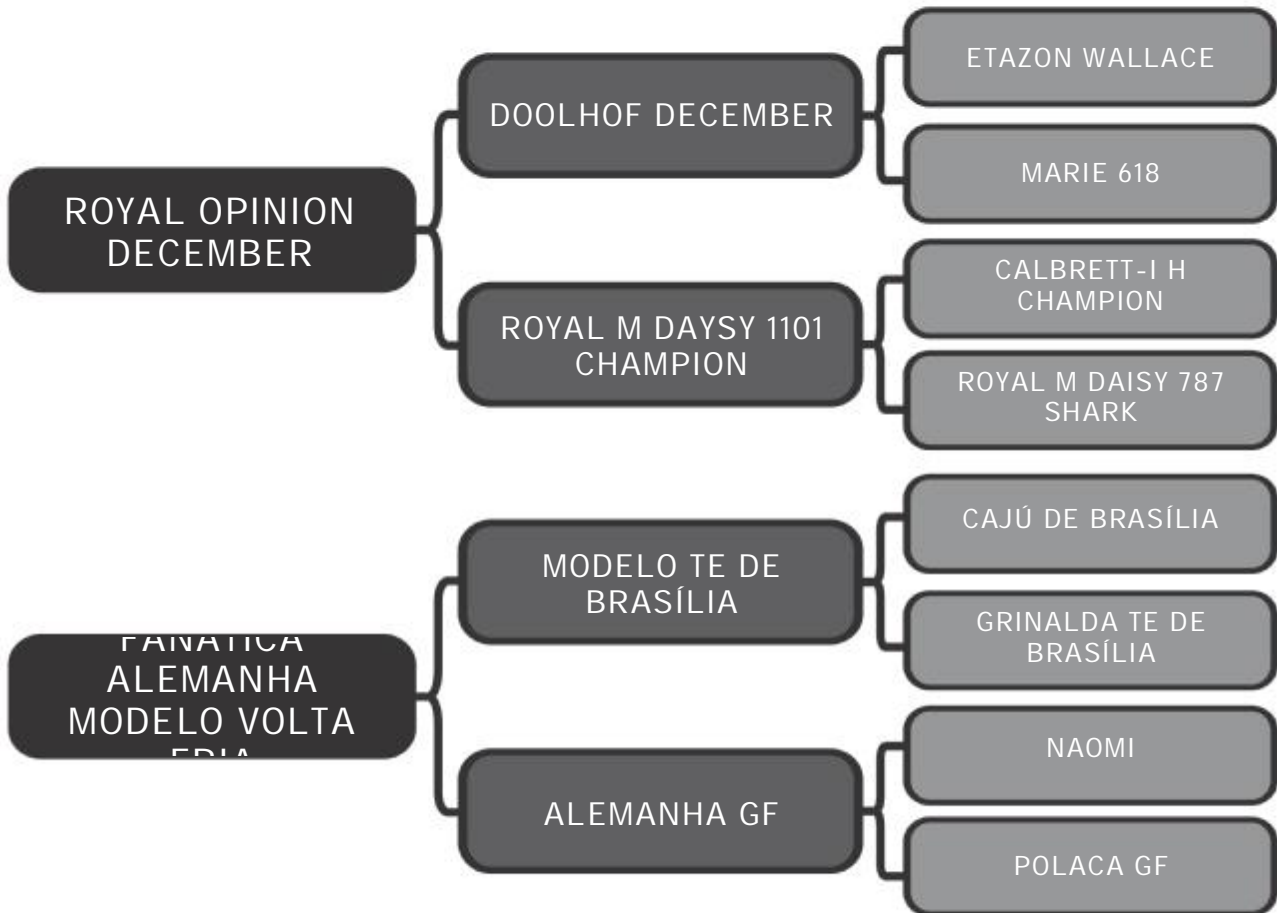 ETAZON WALLACE
DOOLHOF DECEMBER
MARIE 618
ROYAL OPINION
DECEMBER
CALBRETT-I H
CHAMPION
ROYAL M DAYSY 1101
CHAMPION
ROYAL M DAISY 787
SHARK
CAJÚ DE BRASÍLIA
MODELO TE DE
BRASÍLIA
GRINALDA TE DE
BRASÍLIA
FANATICA
ALEMANHA
MODELO VOLTA
FRIA
NAOMI
ALEMANHA GF
POLACA GF